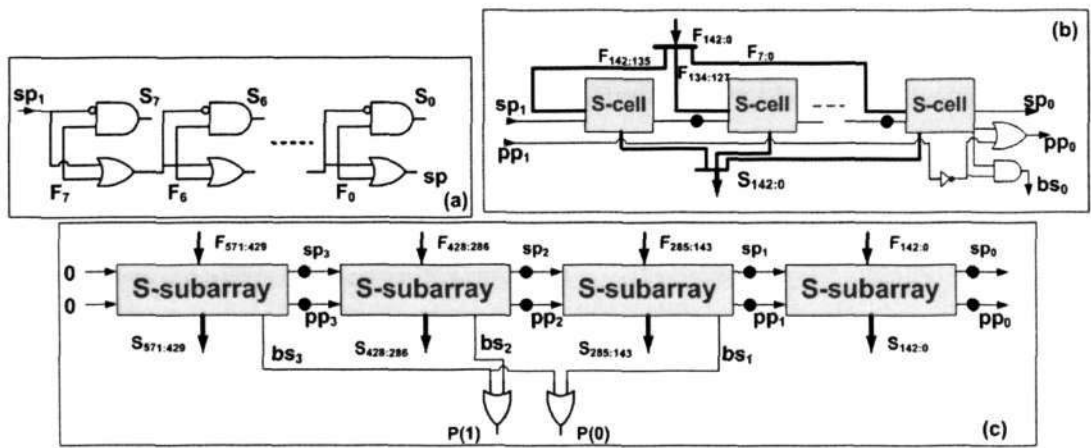 sp1 S7 S6 S0
F7 F6 F0 sp
(a)
(b)
F142:0
F142:135 F134:127 F7:0
sp1 S-cell S-cell S-cell sp0
pp1 pp0
S142:0 bs0
F571:429 F428:286 F285:143 F142:0
sp3 sp2 sp1 sp0
0
0
S-subarray S-subarray S-subarray S-subarray
pp3 pp2 pp1 pp0
S571:429 S428:286 S285:143 S142:0
bs3 bs2 bs1
P(1) P(0)
(c)